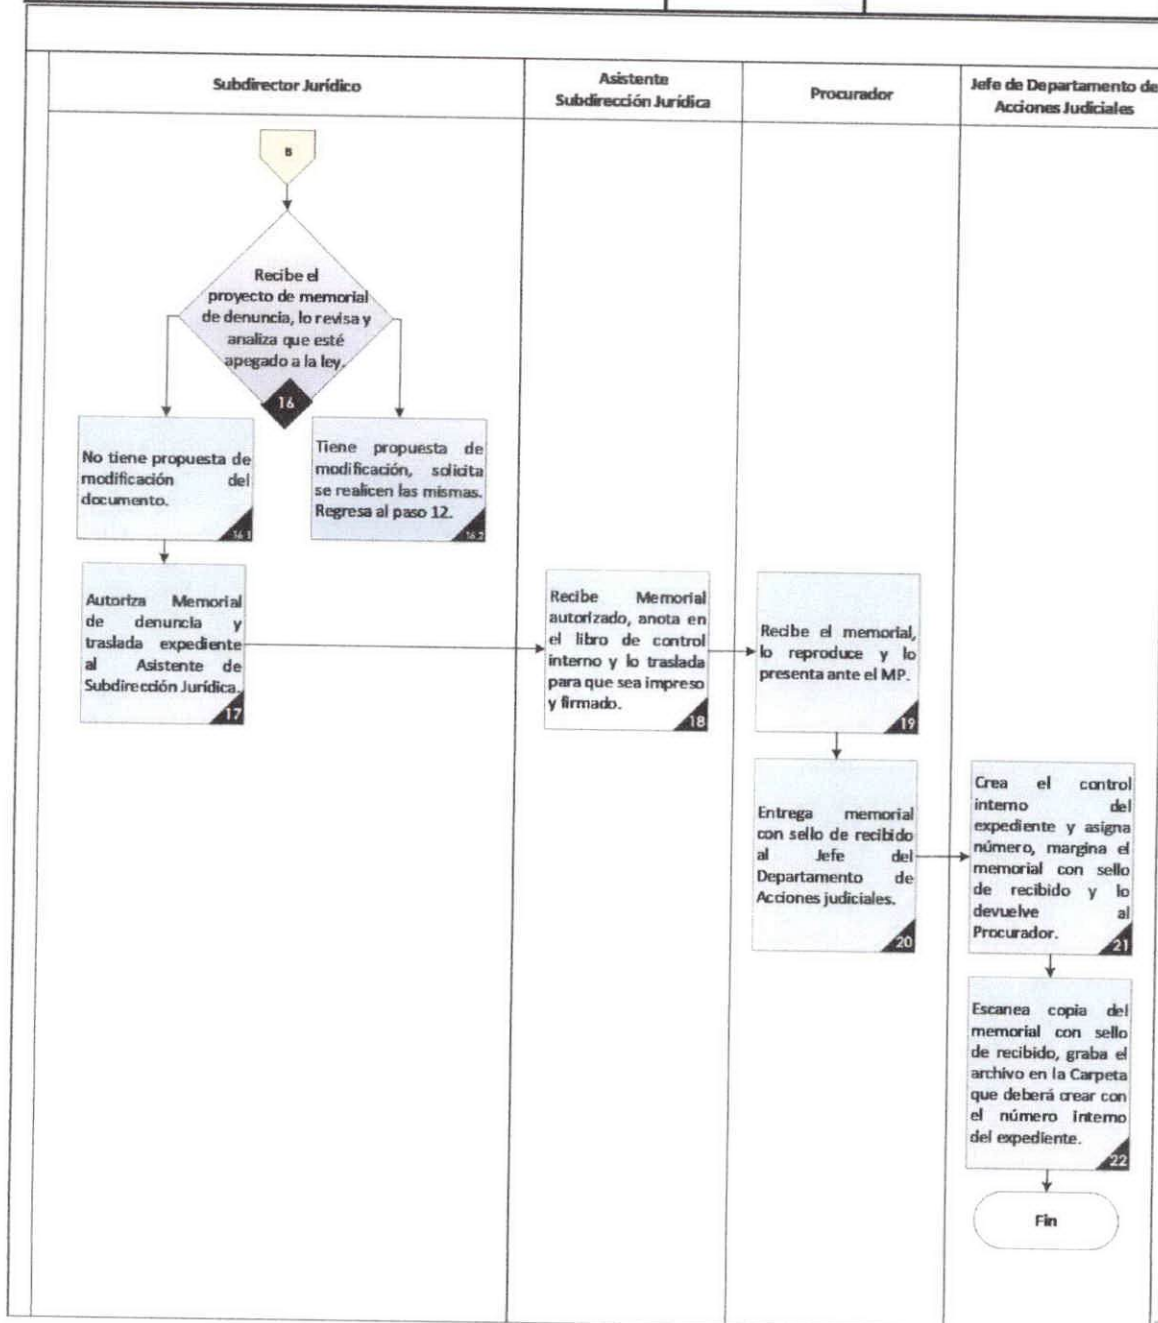 Subdirector Jurídico
Asistente
Subdirección Jurídica
Procurador
Jefe de Departamento de
Acciones Judiciales
B
Recibe el
proyecto de memorial
de denuncia, lo revisa y
analiza que esté
apegado a la ley.
16
No tiene propuesta de
modificación del
documento.
16.1
Tiene propuesta de
modificación, solicita
se realicen las mismas.
Regresa al paso 12.
16.2
Autoriza Memorial
de denuncia y
traslada expediente
al Asistente de
Subdirección Jurídica.
17
Recibe Memorial
autorizado, anota en
el libro de control
interno y lo traslada
para que sea impreso
y firmado.
18
Recibe el memorial,
lo reproduce y lo
presenta ante el MP.
19
Entrega memorial
con sello de recibido
al Jefe del
Departamento de
Acciones judiciales.
20
Crea el control
interno del
expediente y asigna
número, margina el
memorial con sello
de recibido y lo
devuelve al
Procurador.
21
Escanea copia del
memorial con sello
de recibido, graba el
archivo en la Carpeta
que deberá crear con
el número interno
del expediente.
22
Fin